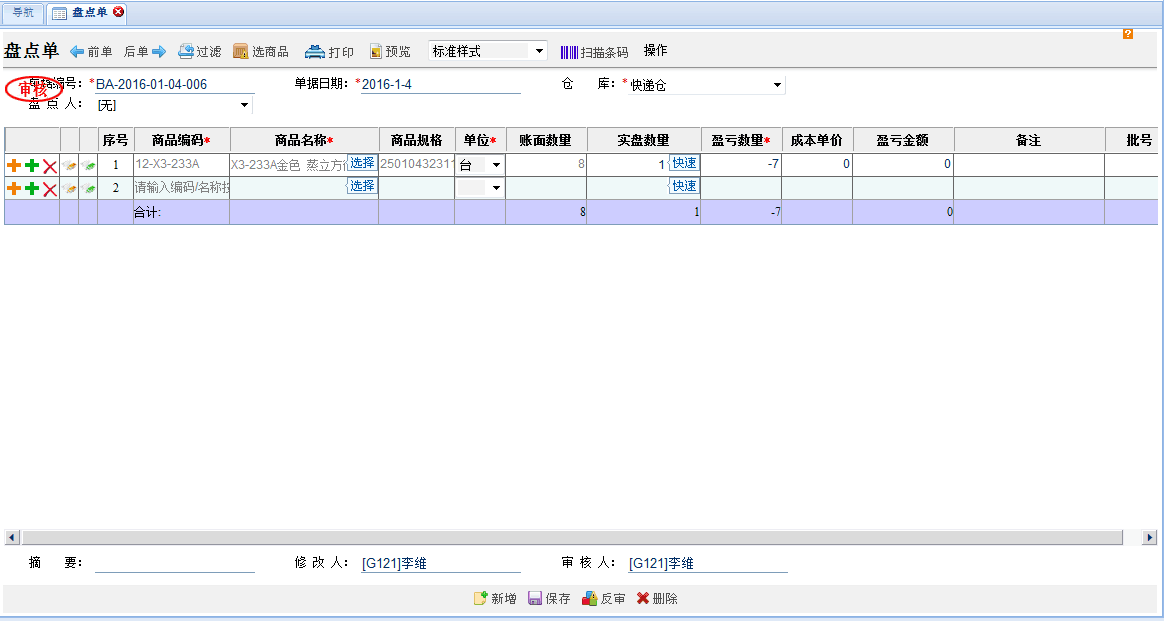 导航 盘点单
盘点单 前单 后单 过滤 选商品 打印 预览 标准样式 扫描条码 操作
编号: *BA-2016-01-04-006 单据日期: *2016-1-4 仓 库: *快递仓
审核
盘 点 人: [无]
序号 商品编码* 商品名称* 商品规格 单位* 账面数量 实盘数量 盈亏数量* 成本单价 盈亏金额 备注 批号
1 12-X3-233A X3-233A金色 蒸立方 选择 25010432311 台 8 1 快速 -7 0 0
2 请输入编码/名称 选择 快速
合计: 8 1 -7 0
摘 要: 修 改 人: [G121]李维 审 核 人: [G121]李维
新增 保存 反审 删除